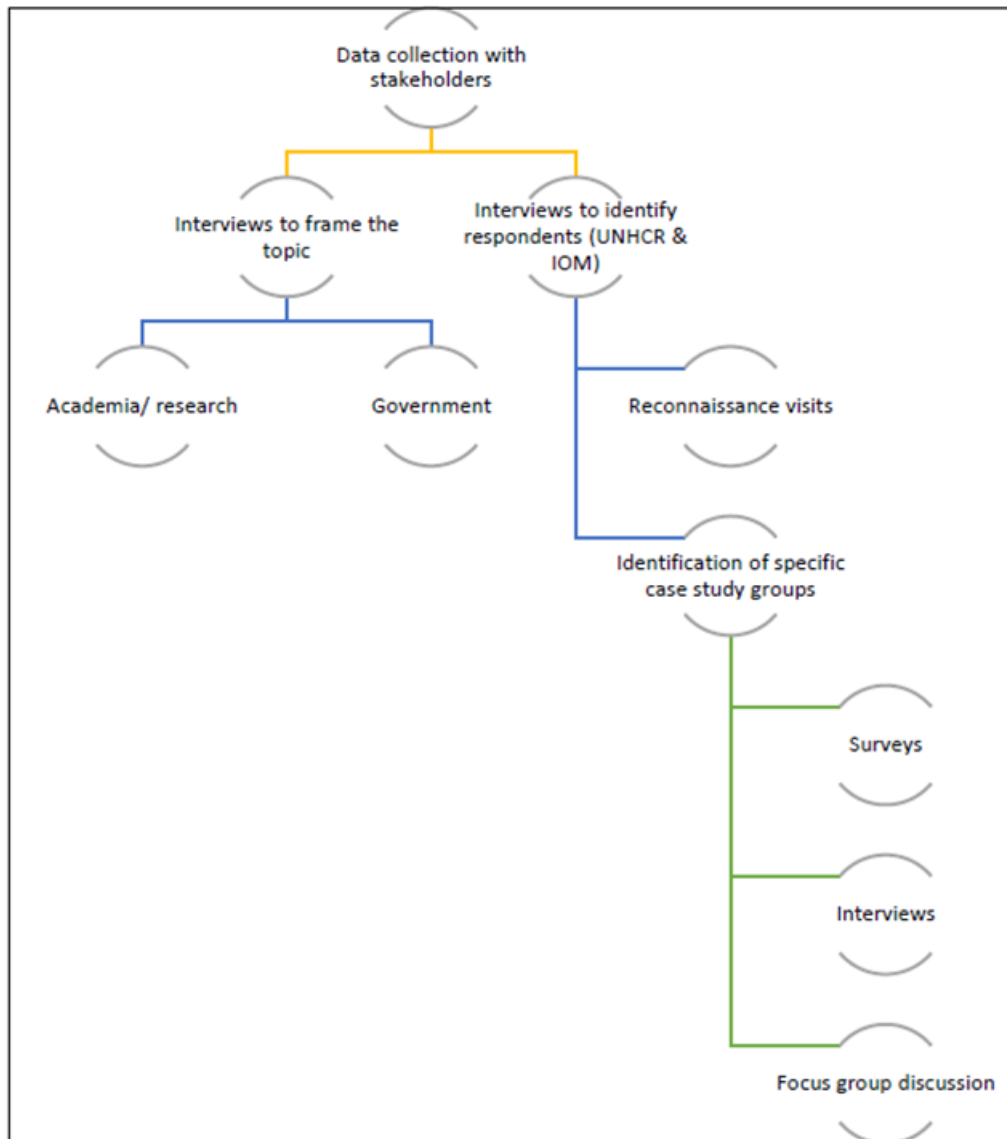 Data collection with
stakeholders
Interviews to frame the
topic
Interviews to identify
respondents (UNHCR &
IOM)
Academia/ research
Government
Reconnaissance visits
Identification of specific
case study groups
Surveys
Interviews
Focus group discussion